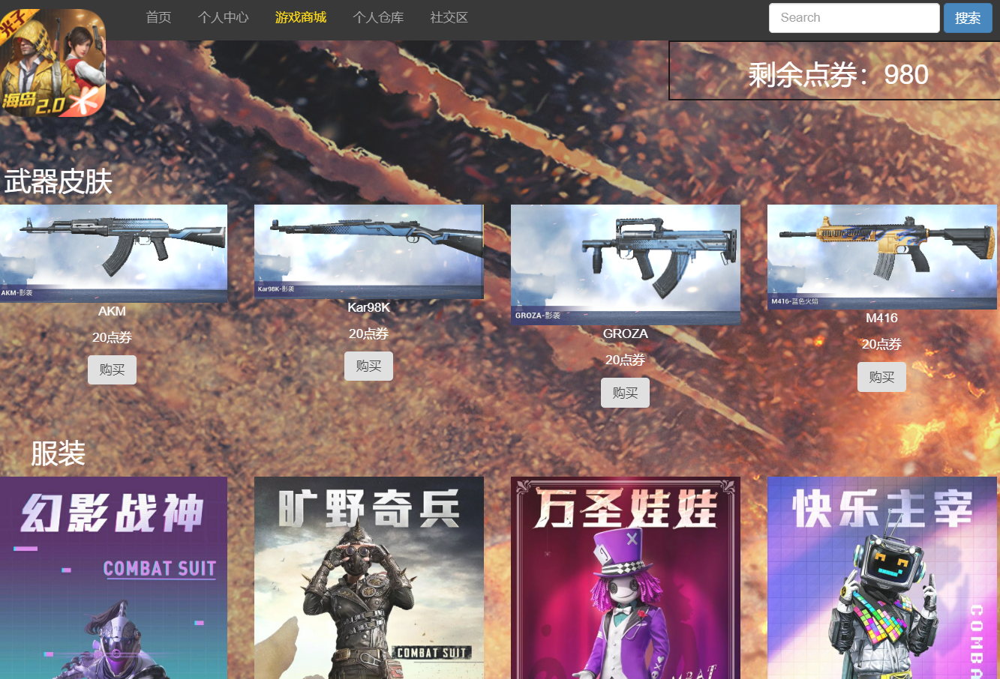 首页 个人中心 游戏商城 个人仓库 社交区 Search 搜索
光子
海岛2.0
剩余点券：980
武器皮肤
AKM-影袭
Kar98K-影袭
GROZA-影袭
M416-蓝色火焰
AKM
20点券
购买
Kar98K
20点券
购买
GROZA
20点券
购买
M416
20点券
购买
服装
幻影战神
COMBAT SUIT
旷野奇兵
COMBAT SUIT
万圣娃娃
快乐主宰